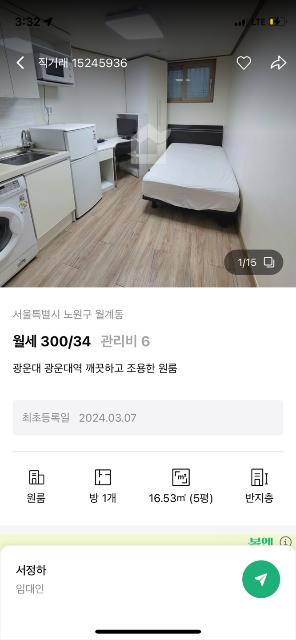 3:32
LTE
직거래 15245936
1/15
서울특별시 노원구 월계동
월세 300/34 관리비 6
광운대 광운대역 깨끗하고 조용한 원룸
최초등록일 2024.03.07
원룸
방 1개
16.53㎡ (5평)
반지층
서정하
임대인